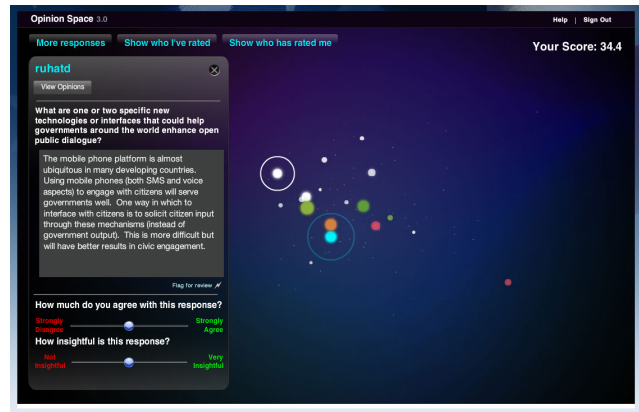 Opinion Space 3.0
Help | Sign Out
More responses
Show who I've rated
Show who has rated me
Your Score: 34.4
ruhatd
View Opinions
What are one or two specific new
technologies or interfaces that could help
governments around the world enhance open
public dialogue?
The mobile phone platform is almost
ubiquitous in many developing countries.
Using mobile phones (both SMS and voice
aspects) to engage with citizens will serve
governments well. One way in which to
interface with citizens is to solicit citizen input
through these mechanisms (instead of
government output). This is more difficult but
will have better results in civic engagement.
Flag for review
How much do you agree with this response?
Strongly
Disagree
Strongly
Agree
How insightful is this response?
Not
Insightful
Very
Insightful